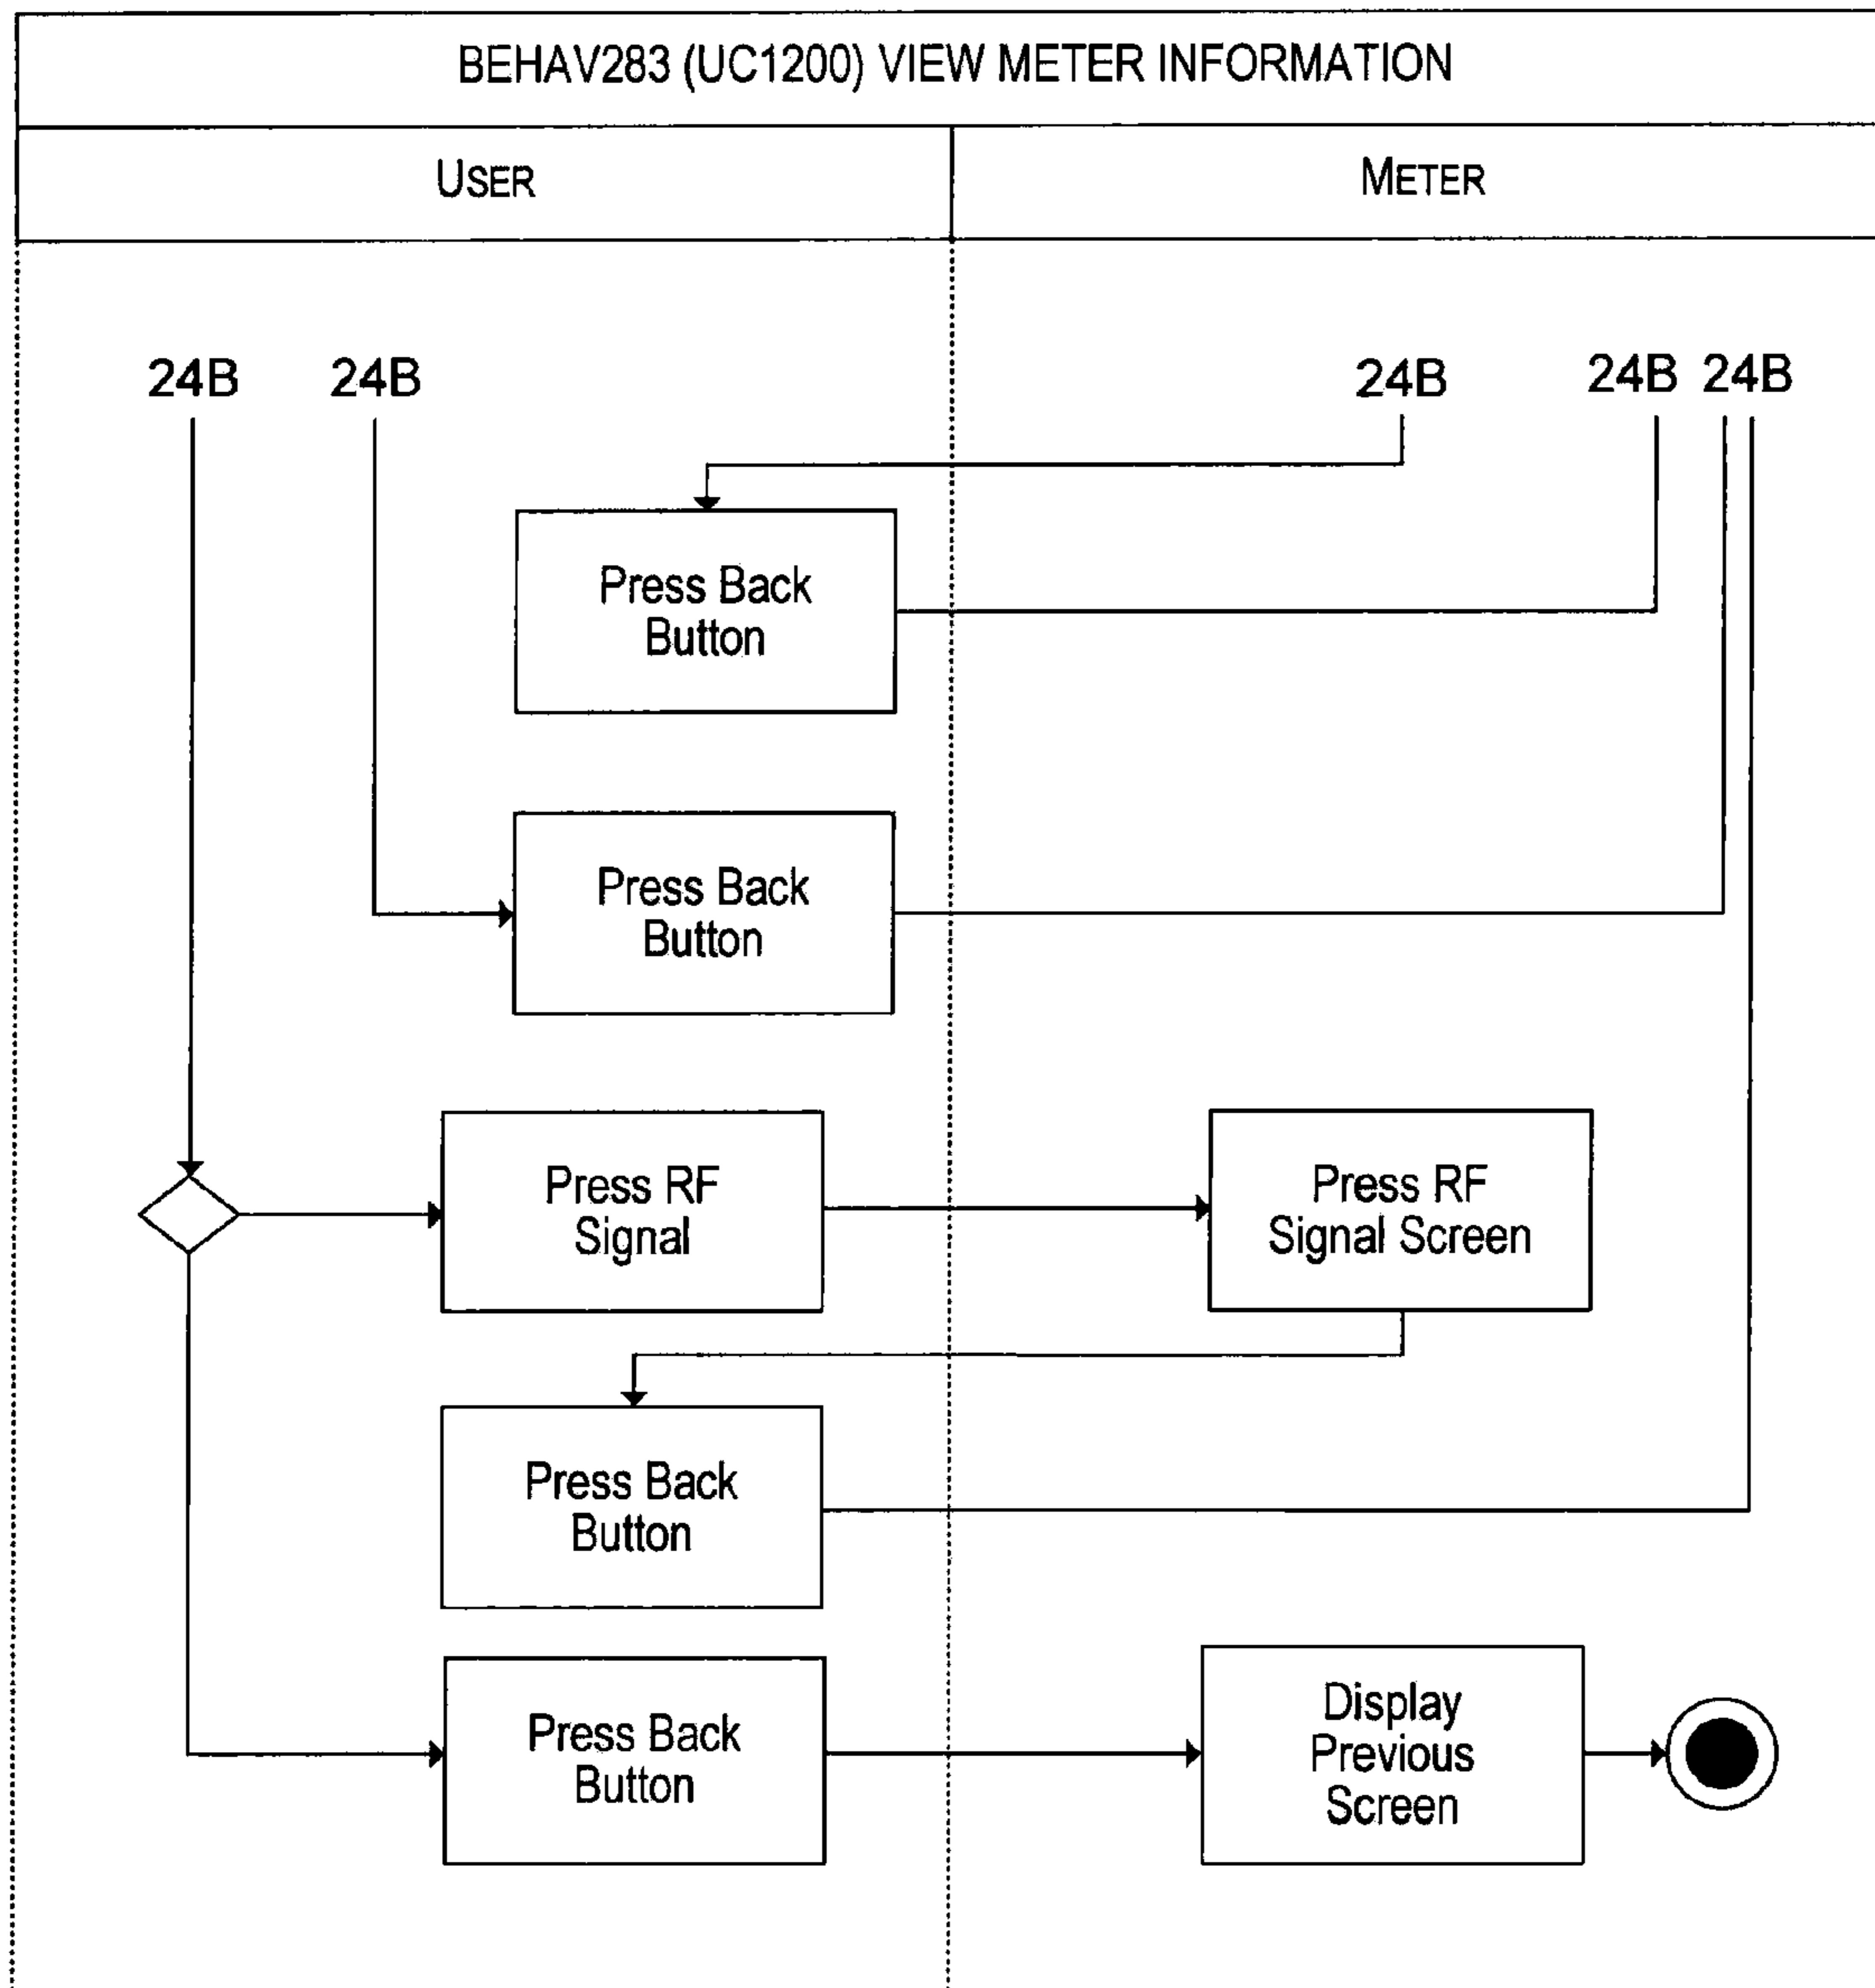 BEHAV283 (UC1200) VIEW METER INFORMATION
USER METER
24B 24B 24B 24B 24B
Press Back
Button
Press Back
Button
Press RF
Signal
Press RF
Signal Screen
Press Back
Button
Press Back
Button
Display
Previous
Screen